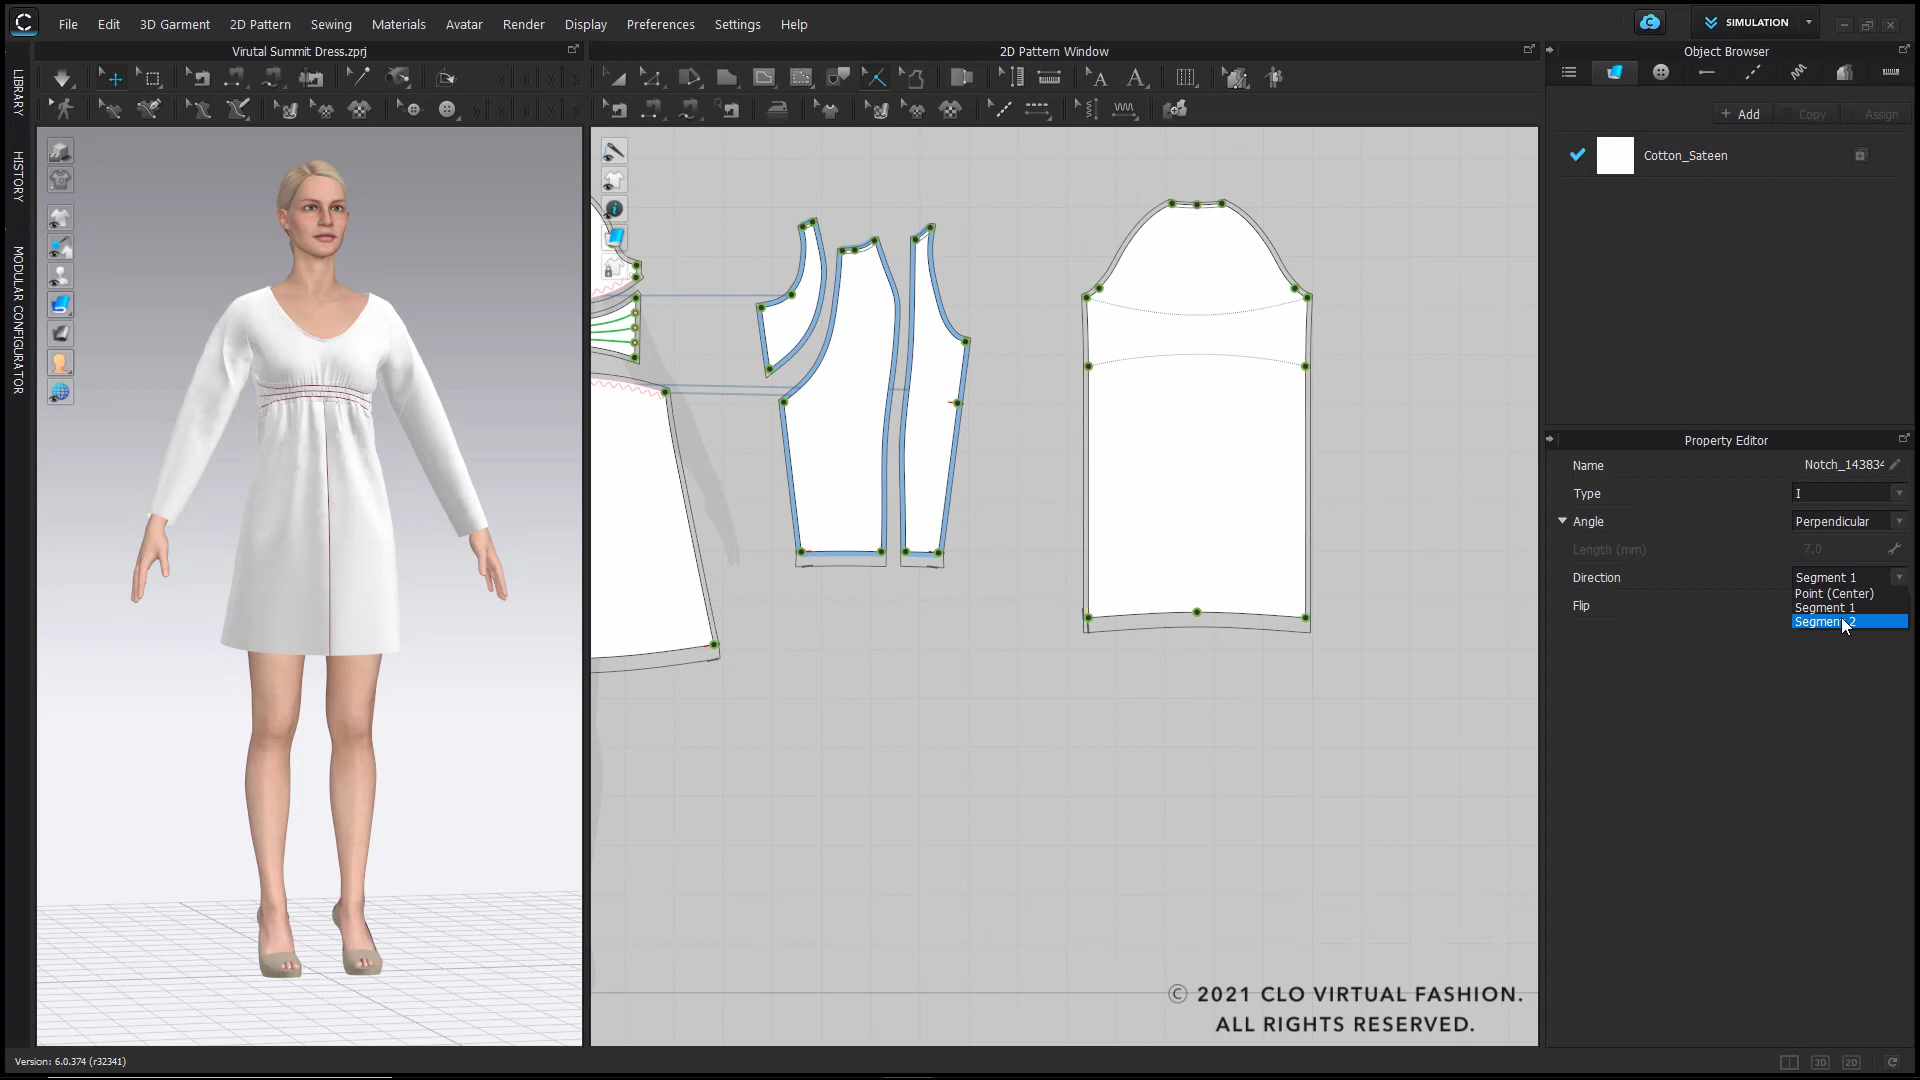 File Edit 3D Garment 2D Pattern Sewing Materials Avatar Render Display Preferences Settings Help
SIMULATION
Virutal Summit Dress.zprj
2D Pattern Window
Object Browser
LIBRARY
HISTORY
MODULAR CONFIGURATOR
+ Add Copy Assign
Cotton_Sateen
Property Editor
Name Notch_143834
Type I
Angle Perpendicular
Length (mm) 7,0
Direction Segment 1
Point (Center)
Flip
Segment 1
Segment 2
© 2021 CLO VIRTUAL FASHION.
ALL RIGHTS RESERVED.
Version: 6.0.374 (r32341)
3D 2D